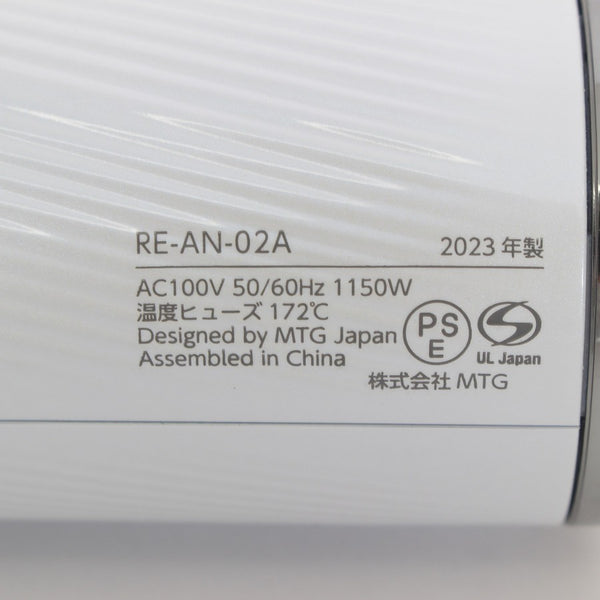 RE-AN-02A 2023年製
AC100V 50/60Hz 1150W
温度ヒューズ 172℃
Designed by MTG Japan
Assembled in China
PS
E
UL Japan
株式会社 MTG